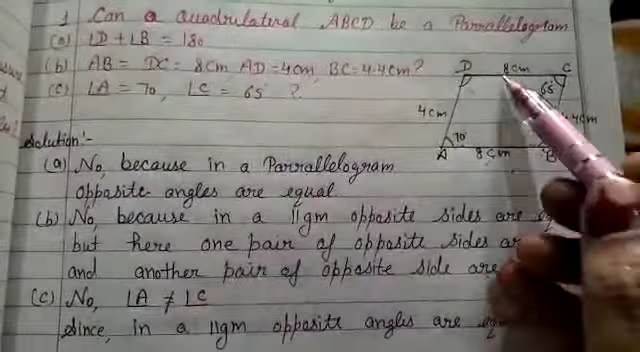 1. Can a Quadrulateral ABCD be a Parrallelogram
(a) ∠D + ∠B = 180
(b) AB = DC = 8cm AD = 4cm, BC = 4.4cm?
(c) ∠A = 70, ∠C = 65° ?
D 8cm C
65°
4cm
4cm
70°
A 8cm B
Solution:-
(a) No, because in a Parrallelogram
opposite angles are equal.
(b) No, because in a ||gm opposite sides are
but here one pair of opposite sides
and another pair of opposite side are
(c) No, ∠A ≠ ∠C
since, in a ||gm opposite angles are